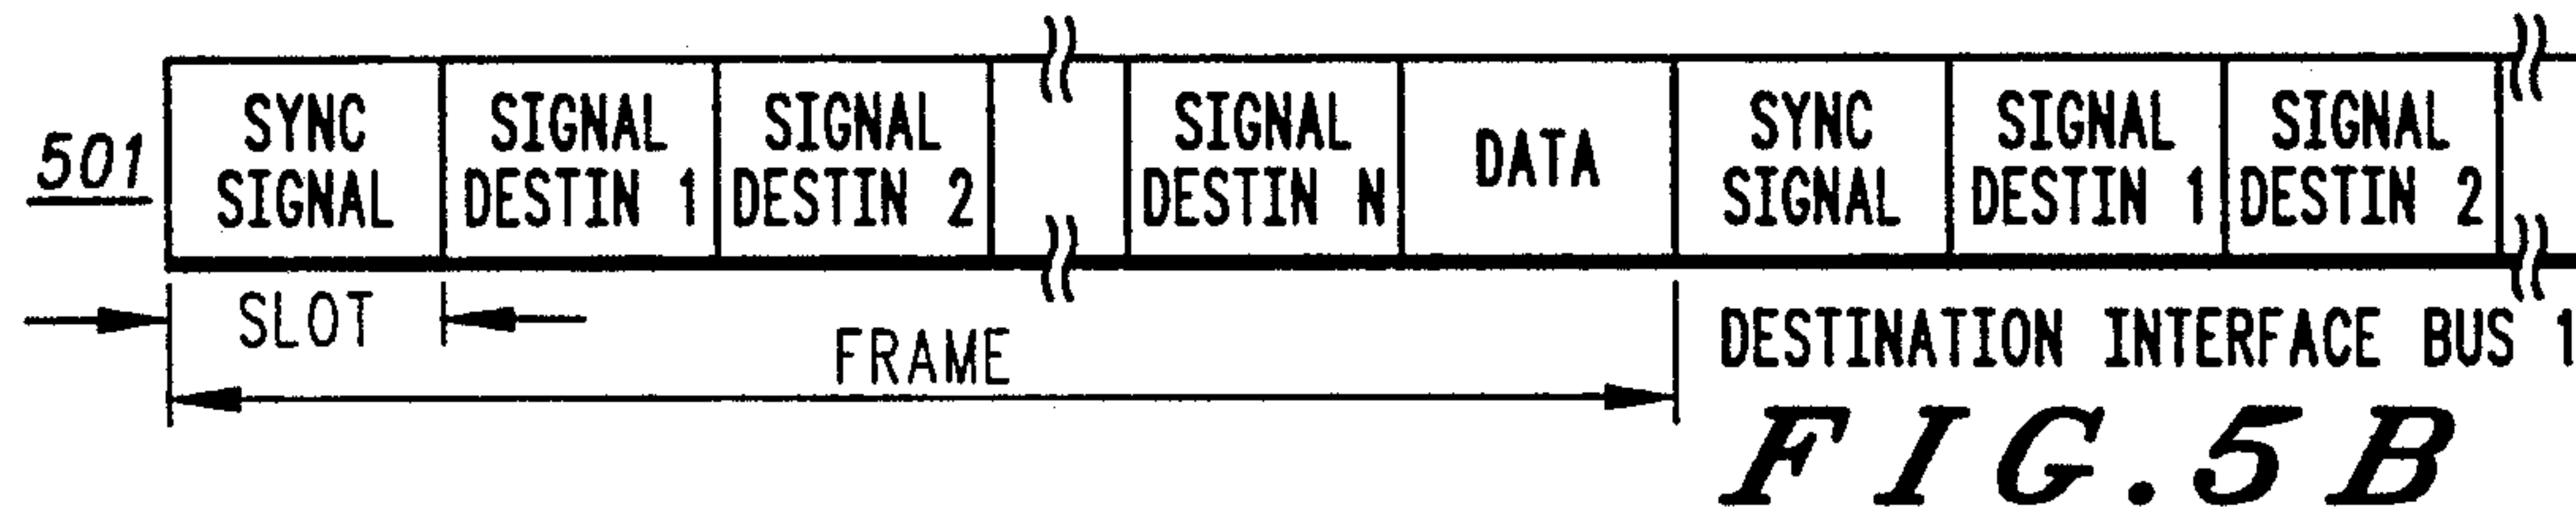 501
SYNC
SIGNAL
SIGNAL
DESTIN 1
SIGNAL
DESTIN 2
SIGNAL
DESTIN N
DATA
SYNC
SIGNAL
SIGNAL
DESTIN 1
SIGNAL
DESTIN 2
SLOT
FRAME
DESTINATION INTERFACE BUS 1
FIG.5B